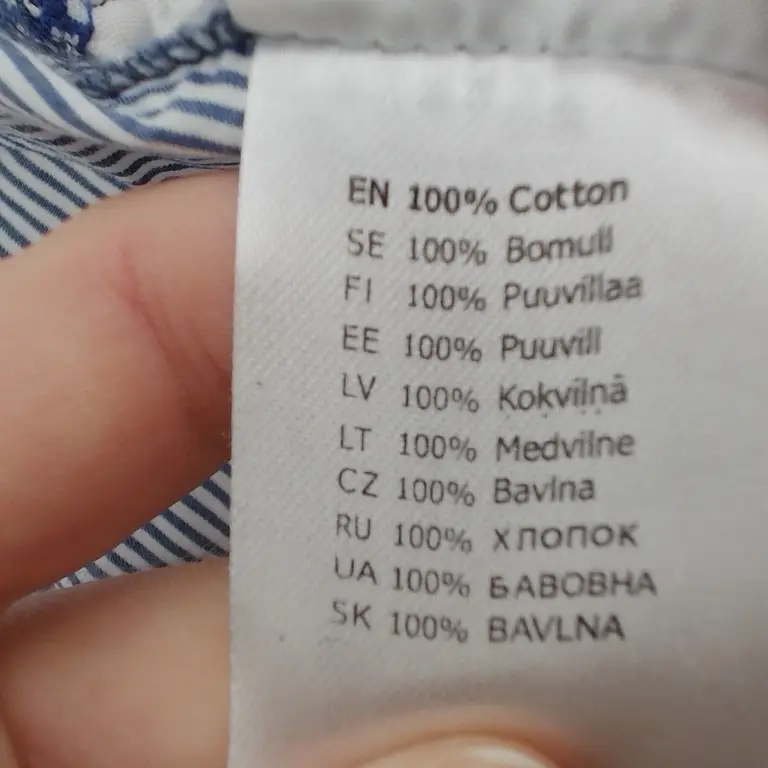 EN 100% Cotton
SE 100% Bomull
FI 100% Puuvillaa
EE 100% Puuvill
LV 100% Kokviļņā
LT 100% Medvilne
CZ 100% Bavlna
RU 100% хлопок
UA 100% БАВОВНА
SK 100% BAVLNA